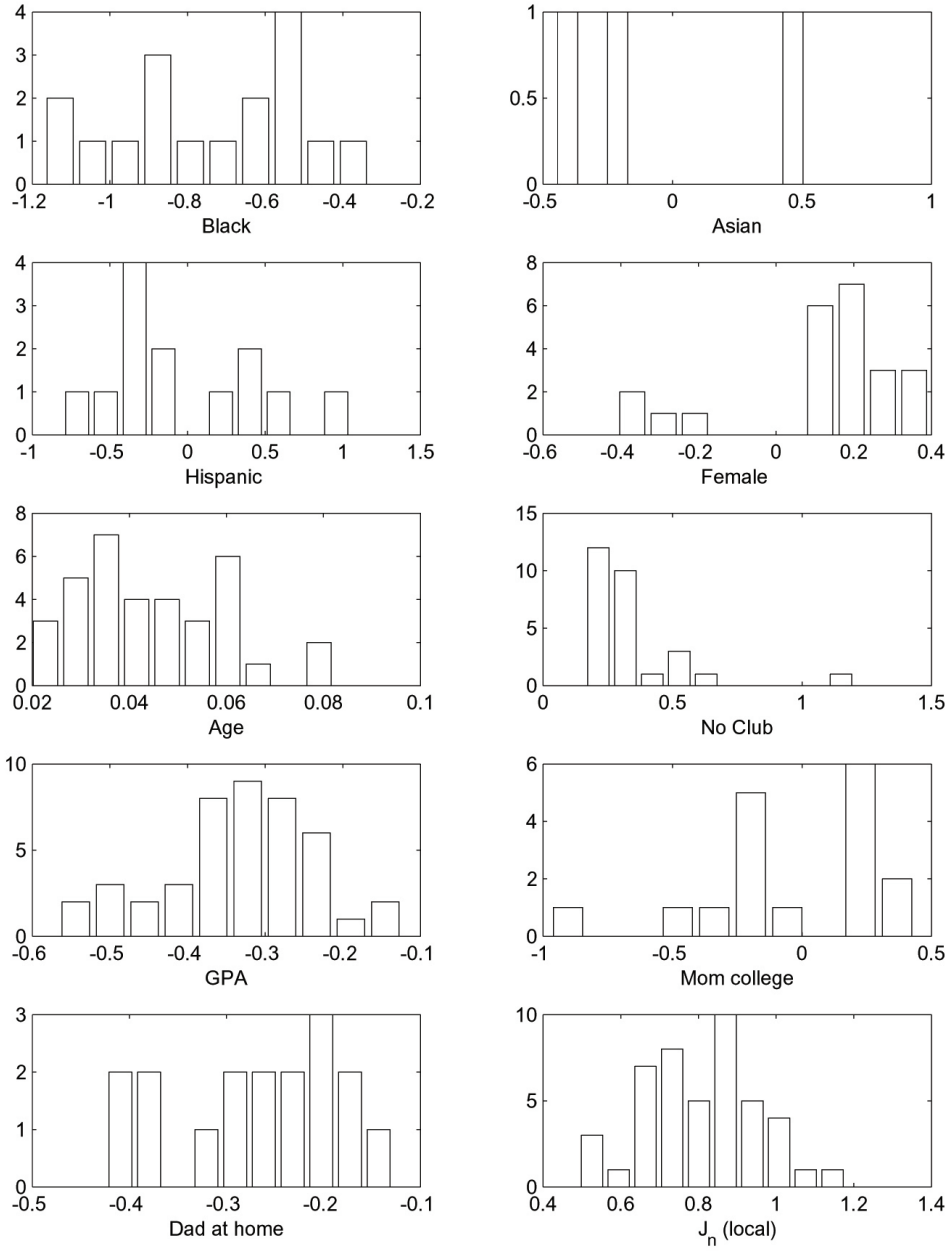 4
3
2
1
0
-1.2 -1 -0.8 -0.6 -0.4 -0.2
Black
1
0.5
0
-0.5 0 0.5 1
Asian
4
3
2
1
0
-1 -0.5 0 0.5 1 1.5
Hispanic
8
6
4
2
0
-0.6 -0.4 -0.2 0 0.2 0.4
Female
8
6
4
2
0
0.02 0.04 0.06 0.08 0.1
Age
15
10
5
0
0 0.5 1 1.5
No Club
10
5
0
-0.6 -0.5 -0.4 -0.3 -0.2 -0.1
GPA
6
4
2
0
-1 -0.5 0 0.5
Mom college
3
2
1
0
-0.5 -0.4 -0.3 -0.2 -0.1
Dad at home
10
5
0
0.4 0.6 0.8 1 1.2 1.4
Jn (local)